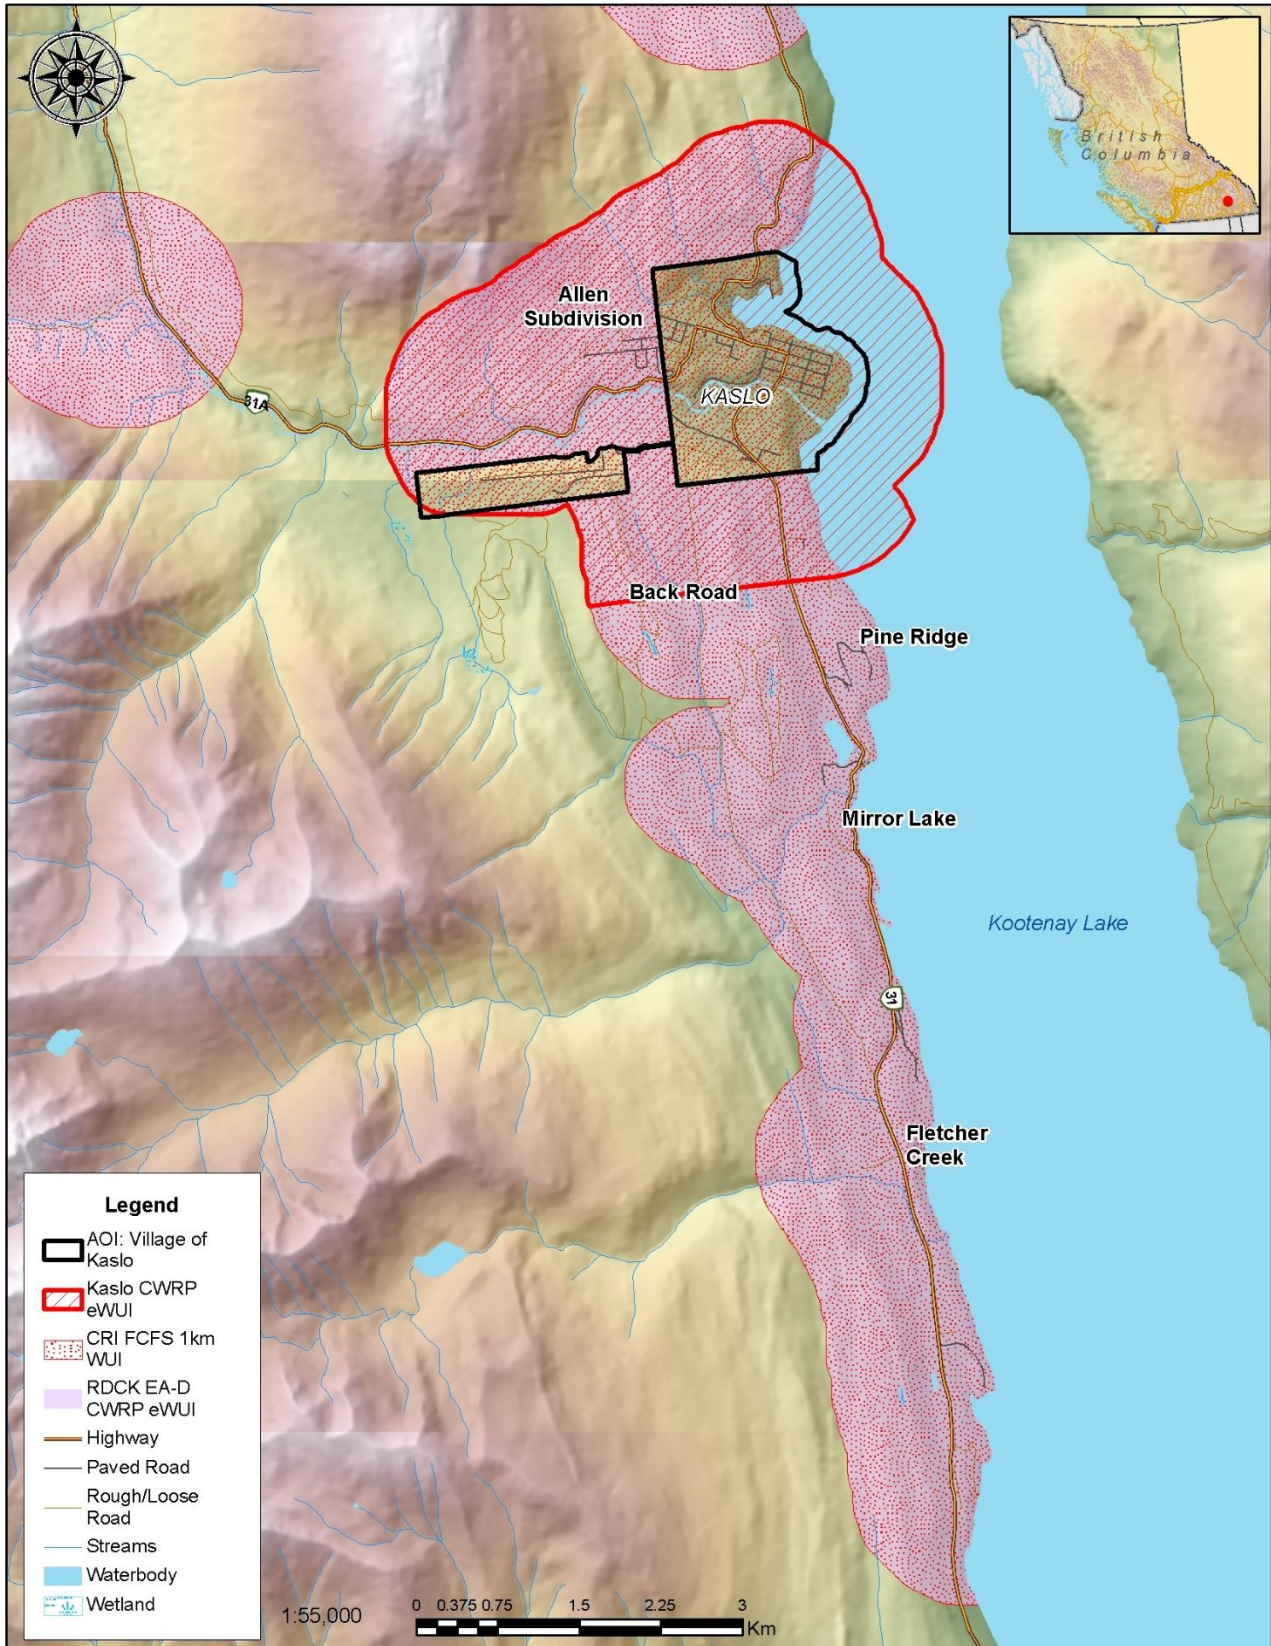 British
Columbia
Allen
Subdivision
31A
KASLO
Back Road
Pine Ridge
Mirror Lake
Kootenay Lake
31
Fletcher
Creek
Legend
AOI: Village of
Kaslo
Kaslo CWRP
eWUI
CRI FCFS 1km
WUI
RDCK EA-D
CWRP eWUI
Highway
Paved Road
Rough/Loose
Road
Streams
Waterbody
Wetland
1:55,000
0 0.375 0.75 1.5 2.25 3
Km